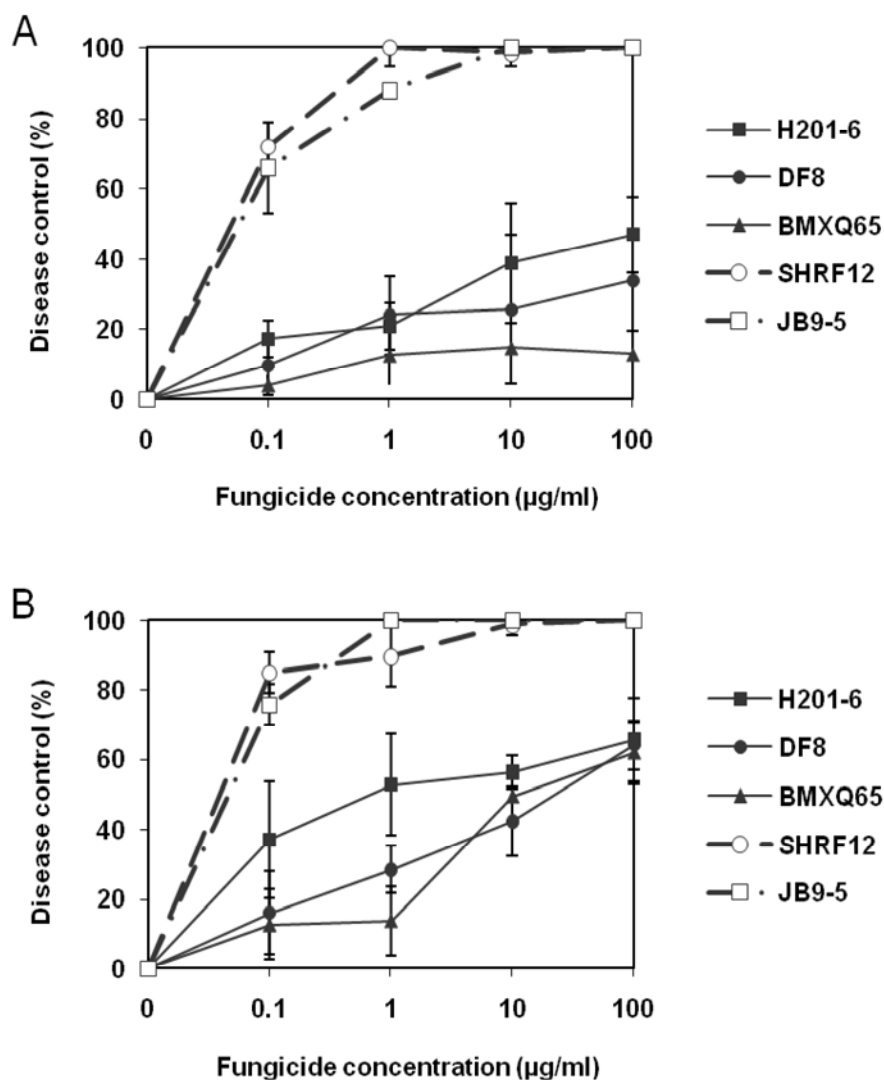 A
Disease control (%)
100
80
60
40
20
0
0 0.1 1 10 100
Fungicide concentration (µg/ml)
H201-6
DF8
BMXQ65
SHRF12
JB9-5
B
Disease control (%)
100
80
60
40
20
0
0 0.1 1 10 100
Fungicide concentration (µg/ml)
H201-6
DF8
BMXQ65
SHRF12
JB9-5